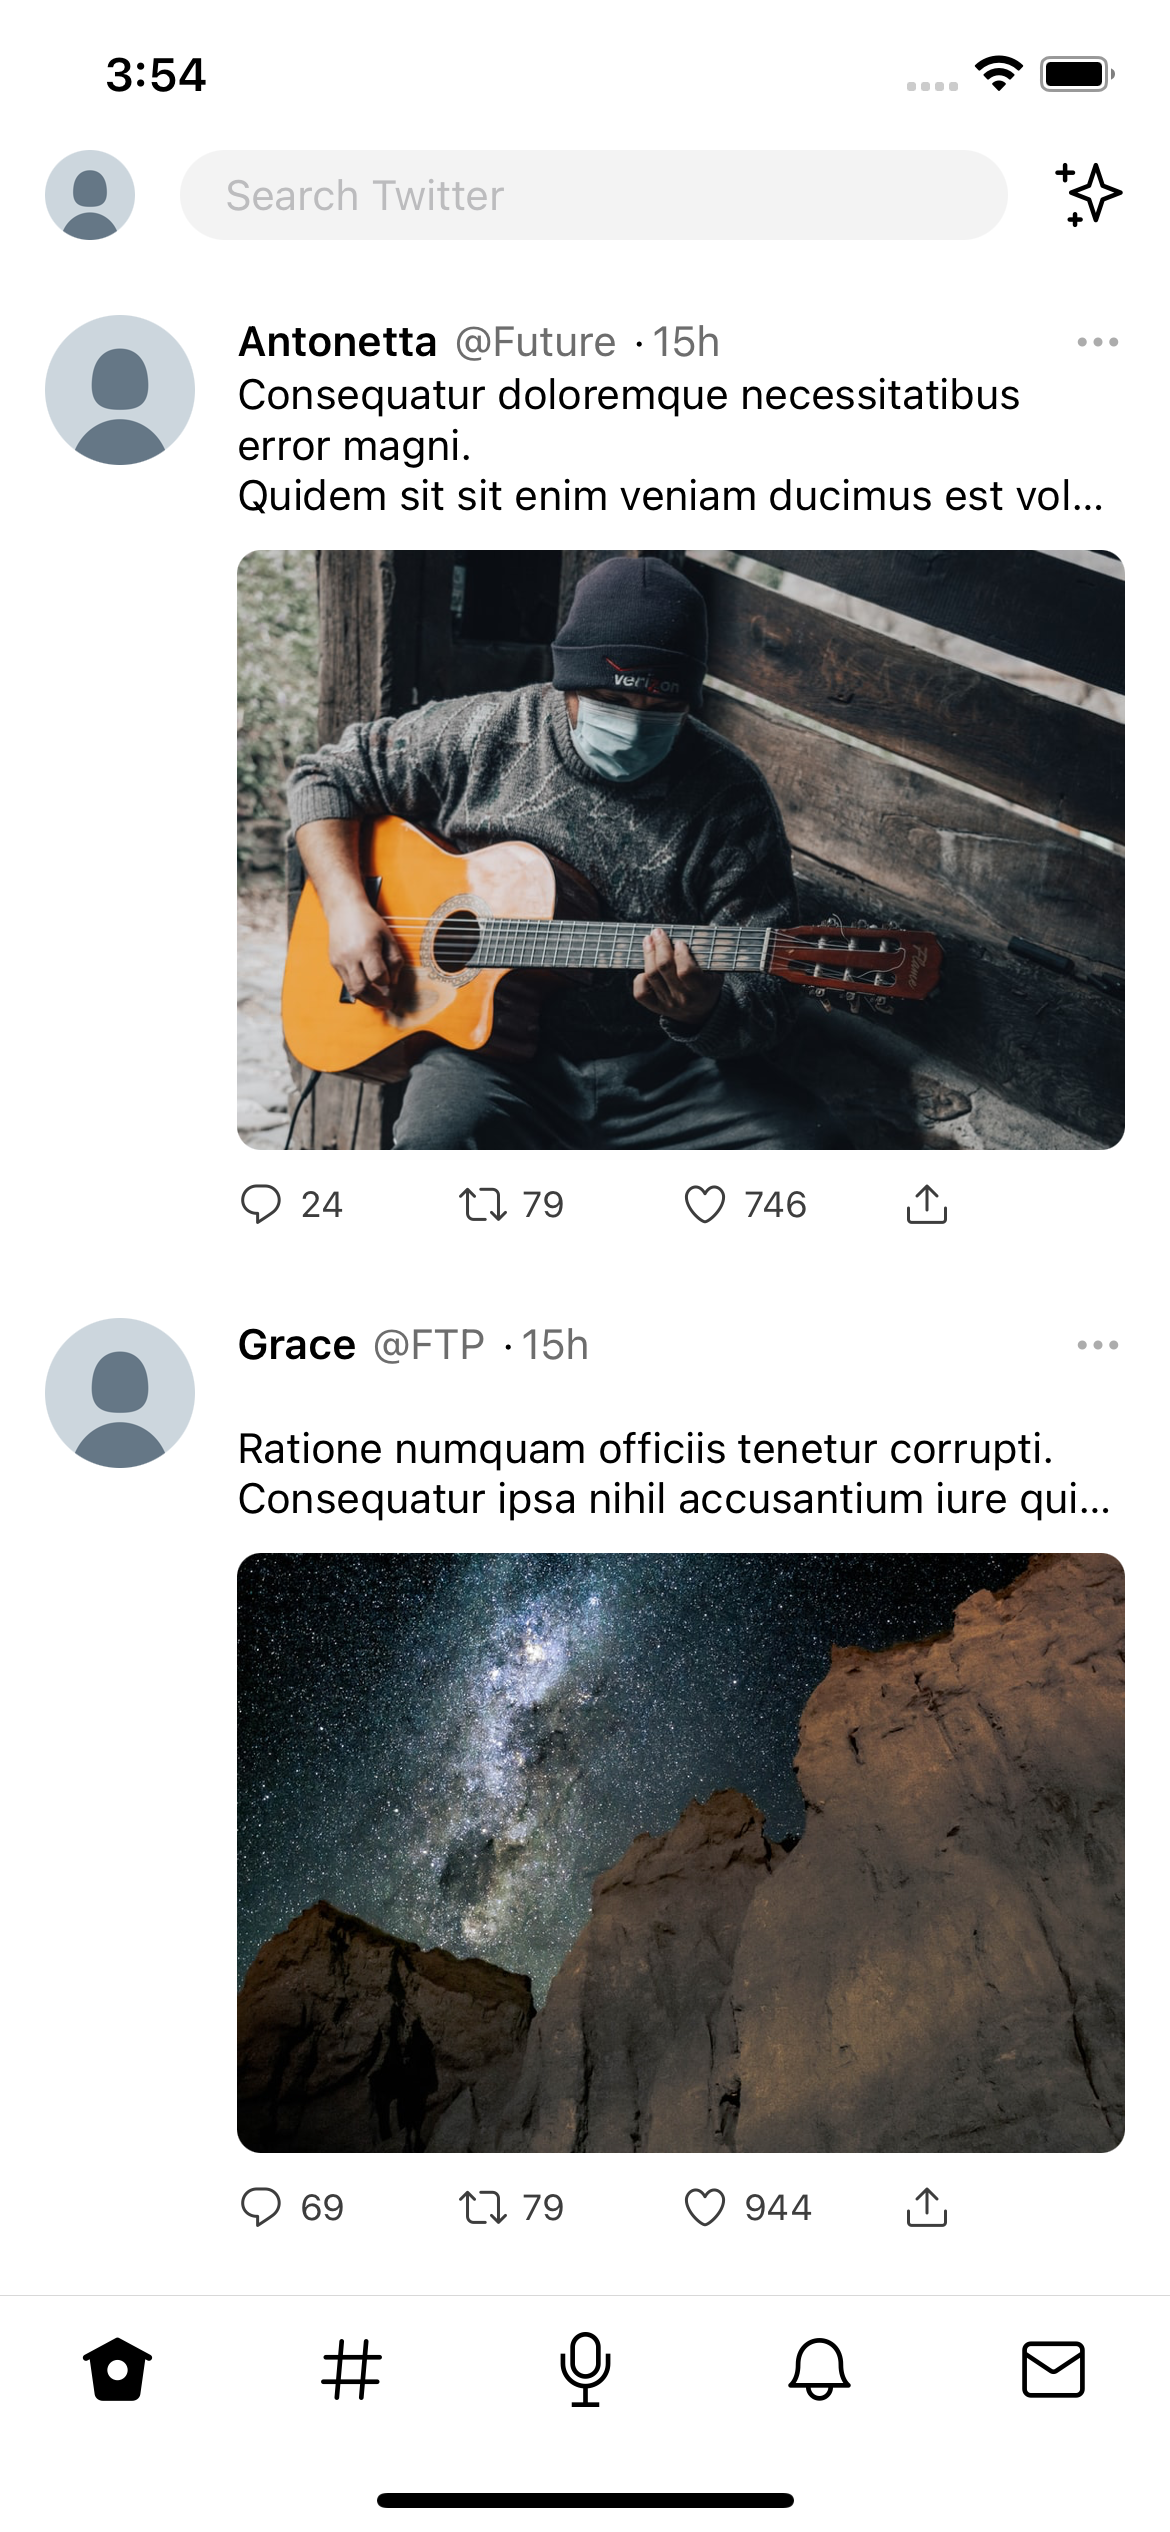 3:54
Search Twitter
Antonetta @Future · 15h
Consequatur doloremque necessitatibus
error magni.
Quidem sit sit enim veniam ducimus est vol...
verizon
24 79 746
Grace @FTP · 15h
Ratione numquam officiis tenetur corrupti.
Consequatur ipsa nihil accusantium iure qui...
69 79 944